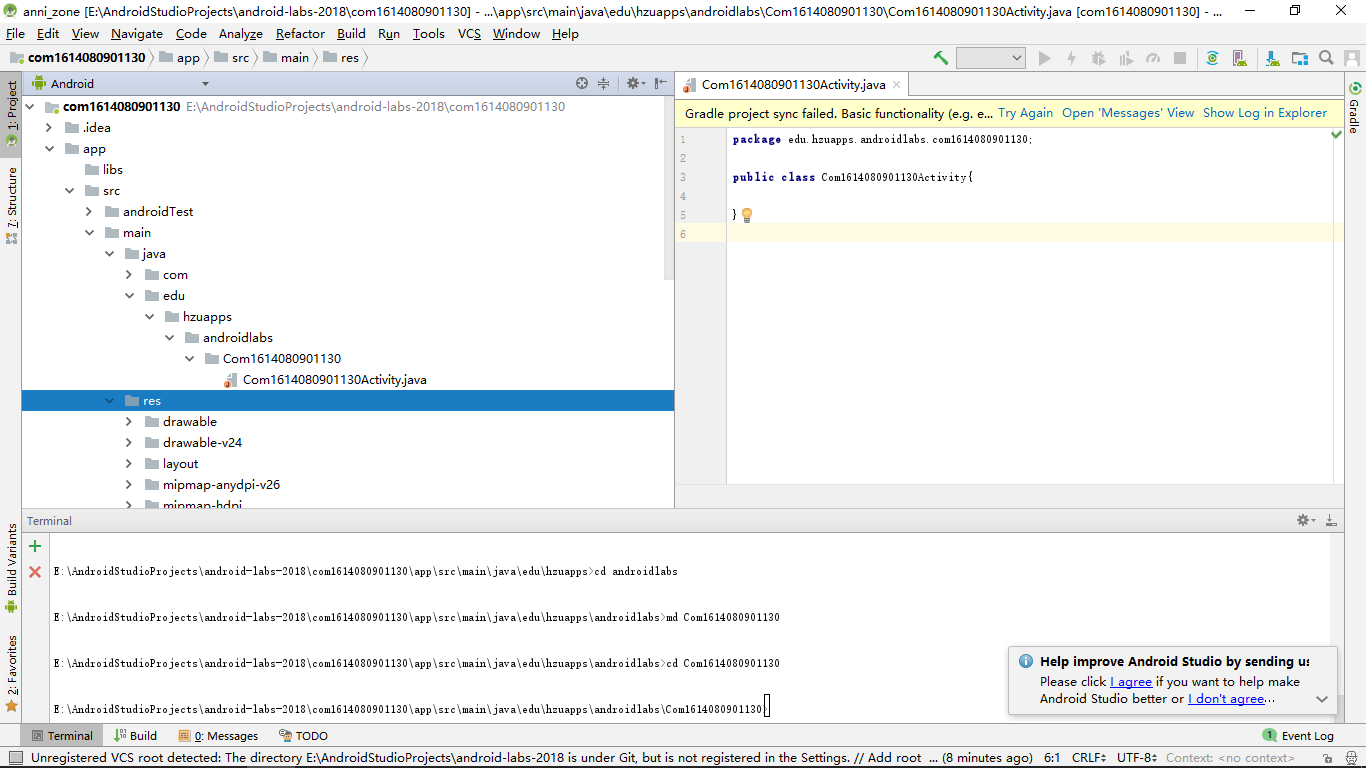 anni_zone [E:\AndroidStudioProjects\android-labs-2018\com1614080901130] - ...\app\src\main\java\edu\hzuapps\androidlabs\Com1614080901130\Com1614080901130Activity.java [com1614080901130] - ...
File Edit View Navigate Code Analyze Refactor Build Run Tools VCS Window Help
com1614080901130 app src main res
1: Project
7: Structure
Build Variants
2: Favorites
Android
com1614080901130 E:\AndroidStudioProjects\android-labs-2018\com1614080901130
.idea
app
libs
src
androidTest
main
java
com
edu
hzuapps
androidlabs
Com1614080901130
Com1614080901130Activity.java
res
drawable
drawable-v24
layout
mipmap-anydpi-v26
mipmap-hdpi
Com1614080901130Activity.java
Gradle project sync failed. Basic functionality (e.g. e... Try Again Open 'Messages' View Show Log in Explorer
1 package edu.hzuapps.androidlabs.com1614080901130;
2
3 public class Com1614080901130Activity{
4
5 }
6
Gradle
Terminal
E:\AndroidStudioProjects\android-labs-2018\com1614080901130\app\src\main\java\edu\hzuapps>cd androidlabs
E:\AndroidStudioProjects\android-labs-2018\com1614080901130\app\src\main\java\edu\hzuapps\androidlabs>md Com1614080901130
E:\AndroidStudioProjects\android-labs-2018\com1614080901130\app\src\main\java\edu\hzuapps\androidlabs>cd Com1614080901130
E:\AndroidStudioProjects\android-labs-2018\com1614080901130\app\src\main\java\edu\hzuapps\androidlabs\Com1614080901130>
Help improve Android Studio by sending us
Please click I agree if you want to help make
Android Studio better or I don't agree...
Terminal Build 0: Messages TODO 1 Event Log
Unregistered VCS root detected: The directory E:\AndroidStudioProjects\android-labs-2018 is under Git, but is not registered in the Settings. // Add root ... (8 minutes ago) 6:1 CRLF UTF-8 Context: <no context>